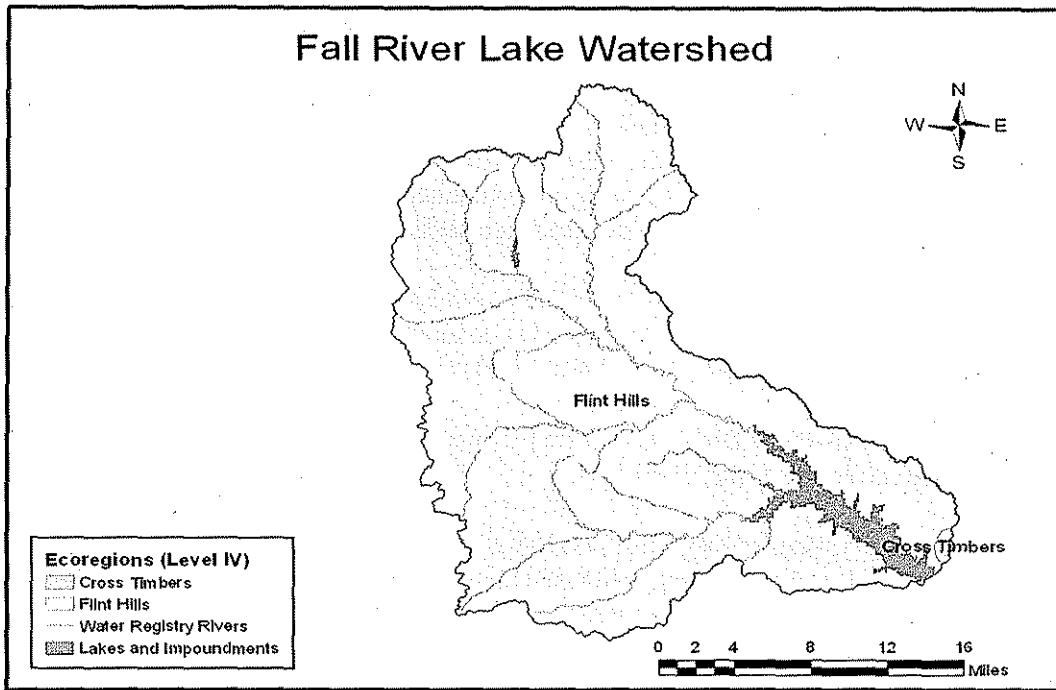 Fall River Lake Watershed
N
W E
S
Flint Hills
Cross Timbers
Ecoregions (Level IV)
Cross Timbers
Flint Hills
Water Registry Rivers
Lakes and Impoundments
0 2 4 8 12 16
Miles